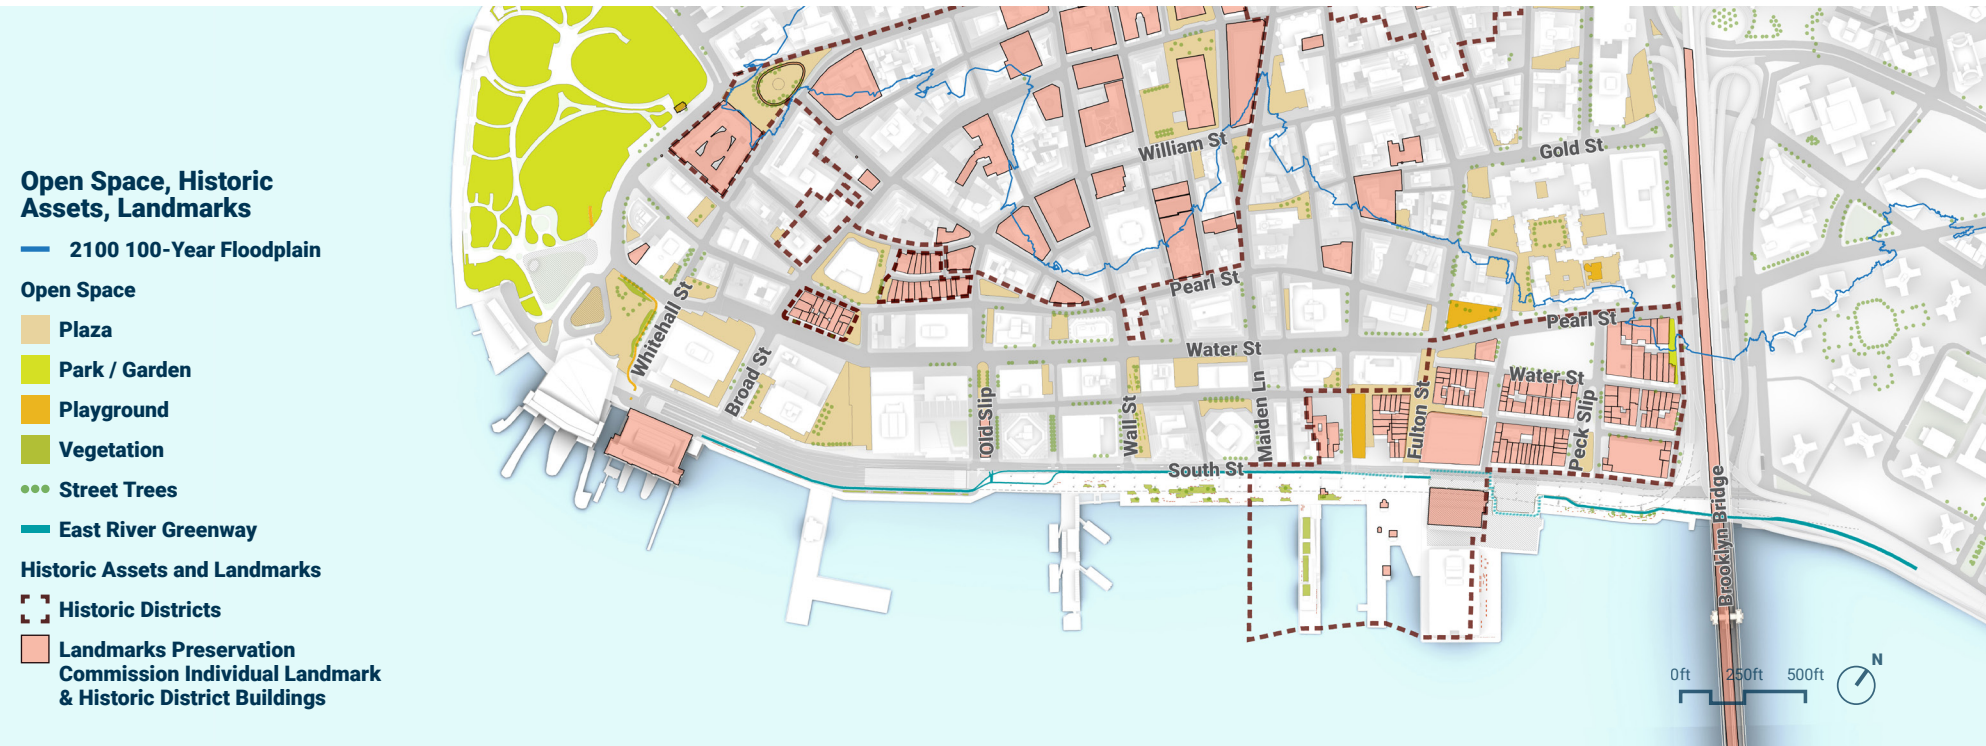 Open Space, Historic
Assets, Landmarks
2100 100-Year Floodplain
Open Space
Plaza
Park / Garden
Playground
Vegetation
Street Trees
East River Greenway
Historic Assets and Landmarks
Historic Districts
Landmarks Preservation
Commission Individual Landmark
& Historic District Buildings
William St
Gold St
Pearl St
Whitehall St
Pearl St
Water St
Broad St
Water St
Old Slip
Wall St
Maiden Ln
Fulton St
Peck Slip
South St
Brooklyn Bridge
N
0ft
250ft
500ft